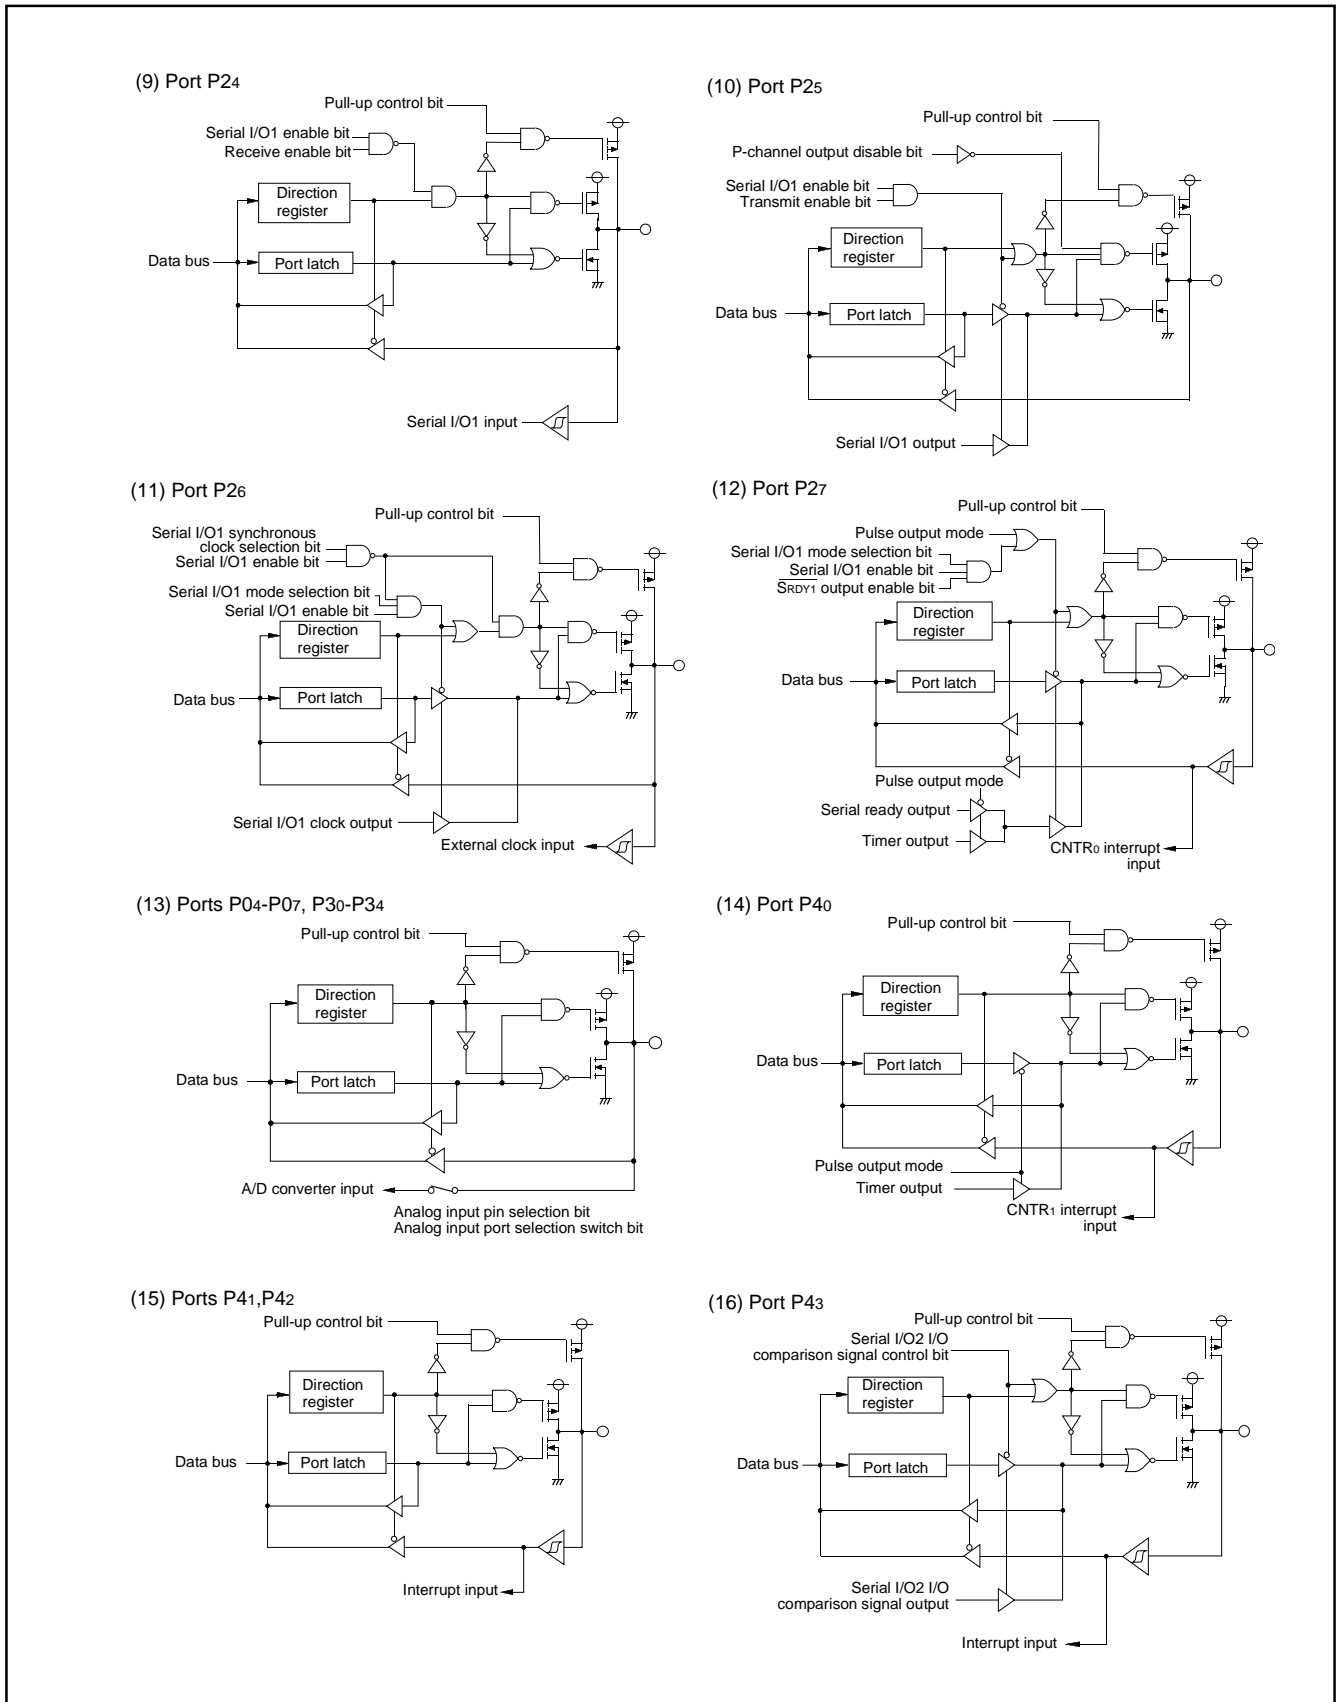 (9) Port P24
Pull-up control bit
Serial I/O1 enable bit
Receive enable bit
Direction
register
Data bus
Port latch
Serial I/O1 input
(10) Port P25
Pull-up control bit
P-channel output disable bit
Serial I/O1 enable bit
Transmit enable bit
Direction
register
Data bus
Port latch
Serial I/O1 output
(11) Port P26
Pull-up control bit
Serial I/O1 synchronous
clock selection bit
Serial I/O1 enable bit
Serial I/O1 mode selection bit
Serial I/O1 enable bit
Direction
register
Data bus
Port latch
Serial I/O1 clock output
External clock input
(12) Port P27
Pull-up control bit
Pulse output mode
Serial I/O1 mode selection bit
Serial I/O1 enable bit
SRDY1 output enable bit
Direction
register
Data bus
Port latch
Pulse output mode
Serial ready output
Timer output
CNTR0 interrupt
input
(13) Ports P04-P07, P30-P34
Pull-up control bit
Direction
register
Data bus
Port latch
A/D converter input
Analog input pin selection bit
Analog input port selection switch bit
(14) Port P40
Pull-up control bit
Direction
register
Data bus
Port latch
Pulse output mode
Timer output
CNTR1 interrupt
input
(15) Ports P41,P42
Pull-up control bit
Direction
register
Data bus
Port latch
Interrupt input
(16) Port P43
Pull-up control bit
Serial I/O2 I/O
comparison signal control bit
Direction
register
Data bus
Port latch
Serial I/O2 I/O
comparison signal output
Interrupt input